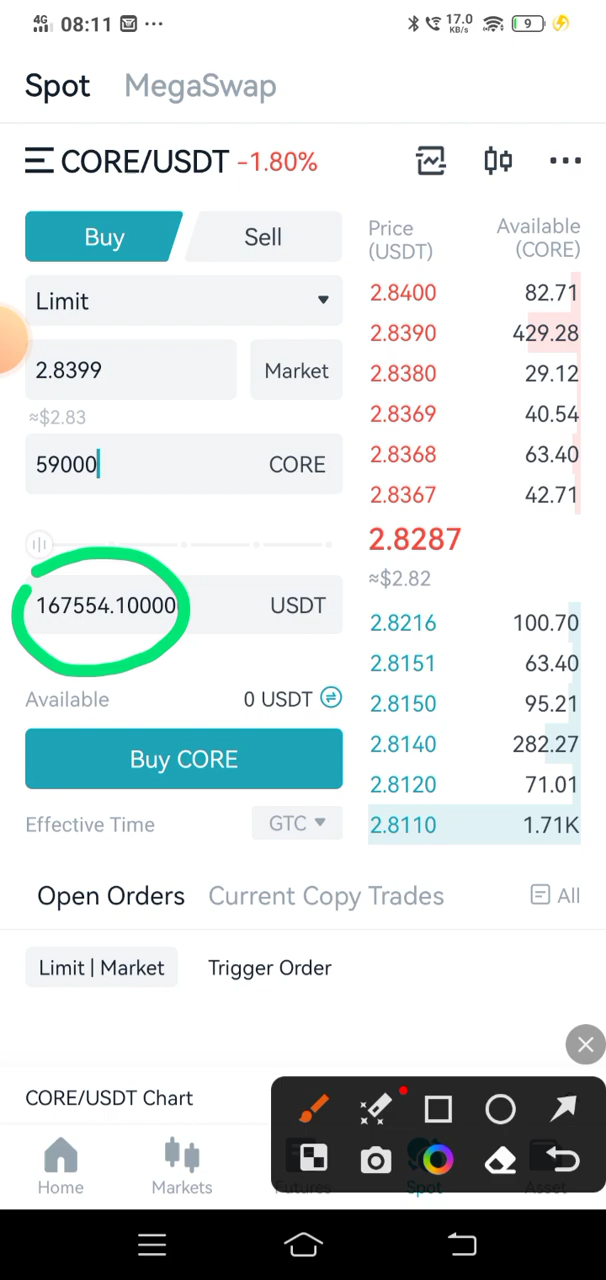 4G 08:11 ... 17.0 KB/s 9
Spot MegaSwap
CORE/USDT -1.80%
Buy Sell
Limit
2.8399 Market
≈$2.83
59000 CORE
167554.10000 USDT
Available 0 USDT
Buy CORE
Effective Time GTC
Price (USDT) Available (CORE)
2.8400 82.71
2.8390 429.28
2.8380 29.12
2.8369 40.54
2.8368 63.40
2.8367 42.71
2.8287
≈$2.82
2.8216 100.70
2.8151 63.40
2.8150 95.21
2.8140 282.27
2.8120 71.01
2.8110 1.71K
Open Orders Current Copy Trades All
Limit | Market Trigger Order
CORE/USDT Chart
Home Markets Futures Spot Asset